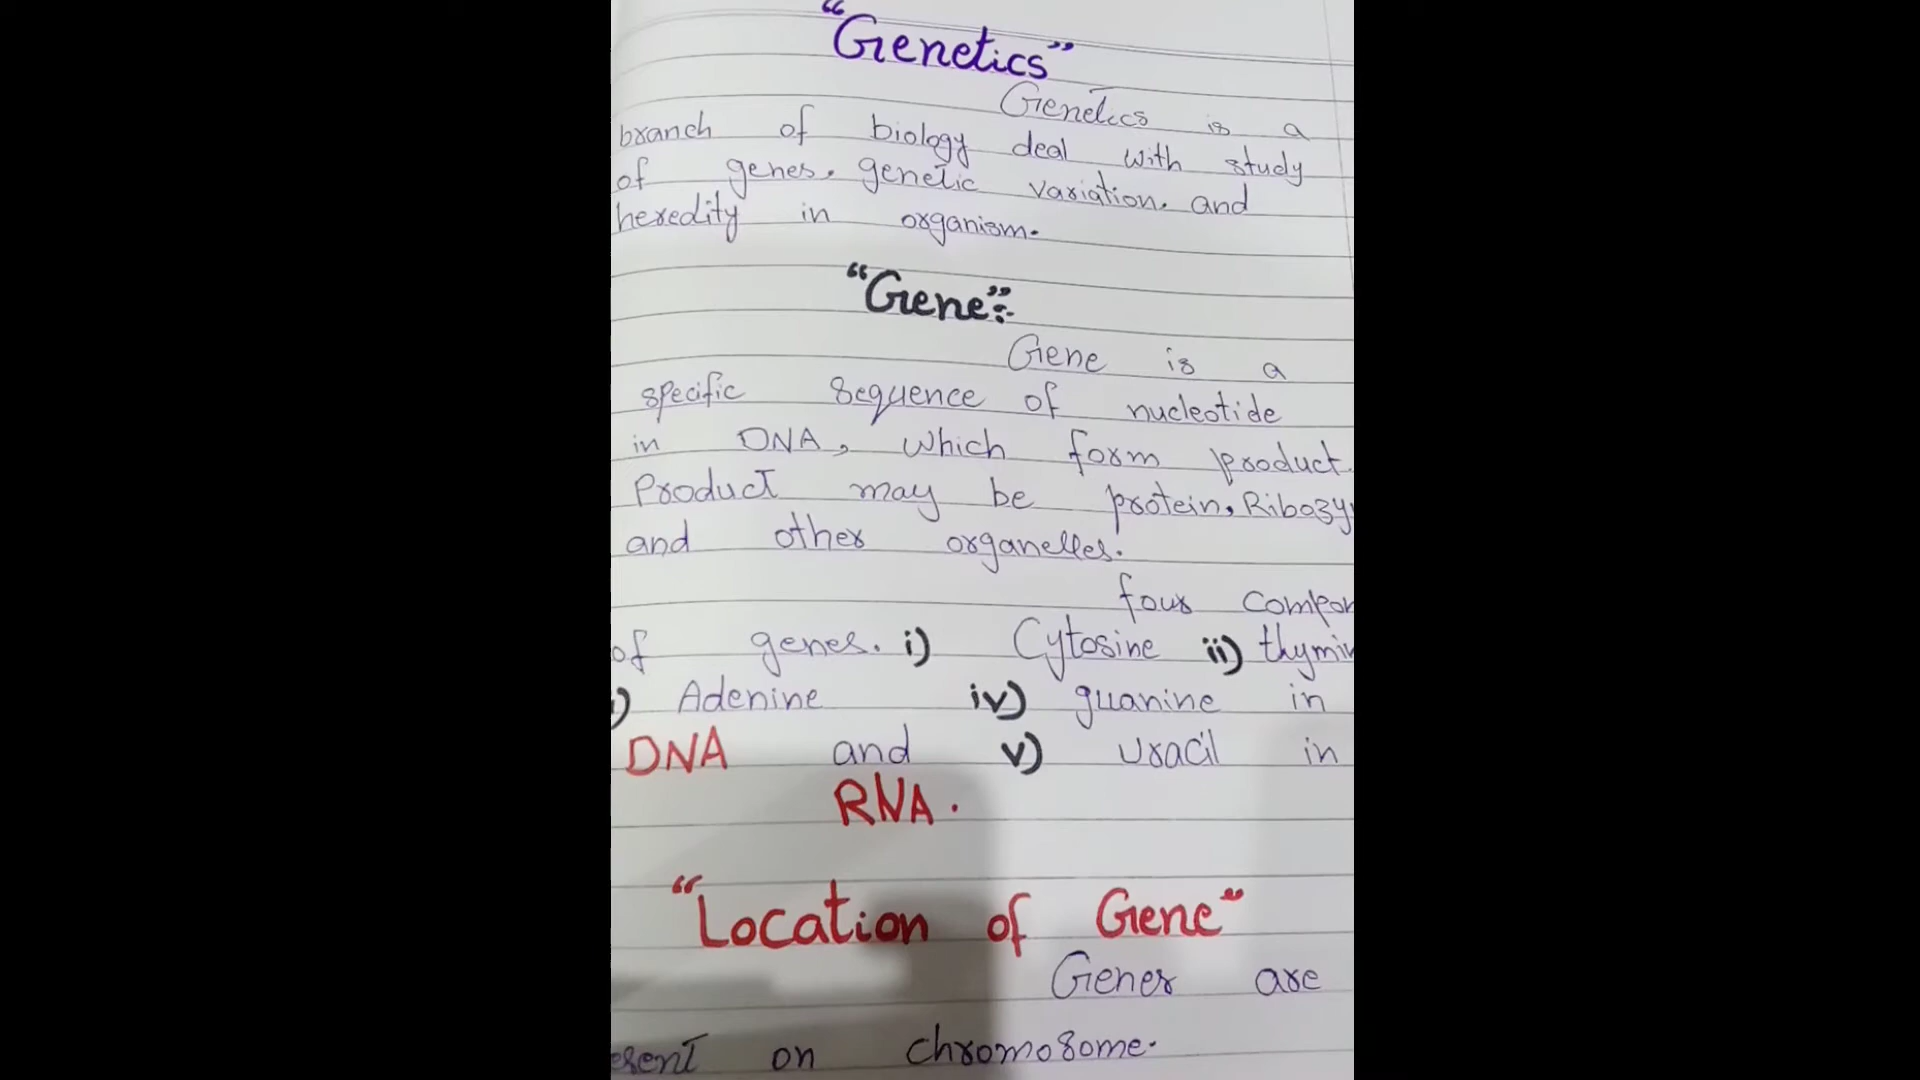 "Genetics"
Genetics is a
branch of biology deal with study
of genes, genetic variation, and
heredity in organism.
"Gene":-
Gene is a
specific sequence of nucleotide
in DNA, which form product.
Product may be protein, Ribozy
and other organelles.
four Compon
of genes. i) Cytosine ii) thymin
i) Adenine iv) guanine in
DNA and v) uracil in
RNA.
"Location of Gene"
Genes are
esent on chromosome.